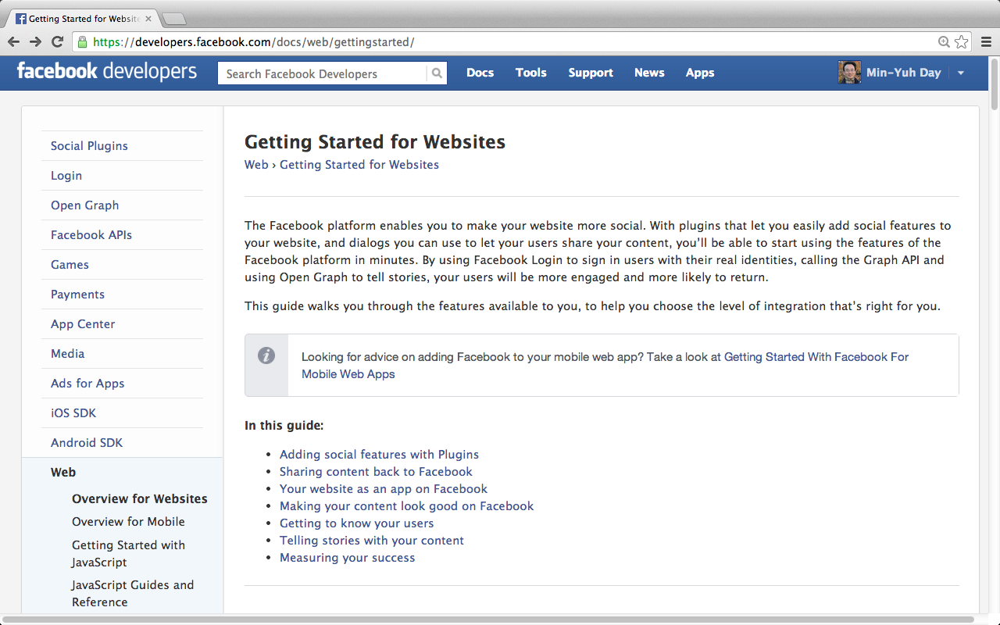 Getting Started for Website
https://developers.facebook.com/docs/web/gettingstarted/
facebook developers
Search Facebook Developers
Docs
Tools
Support
News
Apps
Min-Yuh Day
Social Plugins
Login
Open Graph
Facebook APIs
Games
Payments
App Center
Media
Ads for Apps
iOS SDK
Android SDK
Web
Overview for Websites
Overview for Mobile
Getting Started with
JavaScript
JavaScript Guides and
Reference
Getting Started for Websites
Web › Getting Started for Websites
The Facebook platform enables you to make your website more social. With plugins that let you easily add social features to
your website, and dialogs you can use to let your users share your content, you’ll be able to start using the features of the
Facebook platform in minutes. By using Facebook Login to sign in users with their real identities, calling the Graph API and
using Open Graph to tell stories, your users will be more engaged and more likely to return.
This guide walks you through the features available to you, to help you choose the level of integration that’s right for you.
Looking for advice on adding Facebook to your mobile web app? Take a look at Getting Started With Facebook For
Mobile Web Apps
In this guide:
• Adding social features with Plugins
• Sharing content back to Facebook
• Your website as an app on Facebook
• Making your content look good on Facebook
• Getting to know your users
• Telling stories with your content
• Measuring your success